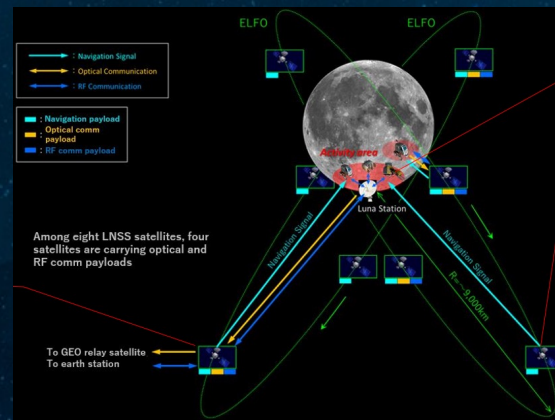 ELFO
ELFO
: Navigation Signal
: Optical Communication
: RF Communication
: Navigation payload
: Optical comm
payload
: RF comm payload
Activity area
Luna Station
Among eight LNSS satellites, four
satellites are carrying optical and
RF comm payloads
Navigation Signal
Navigation Signal
R=~9,000km
To GEO relay satellite
To earth station